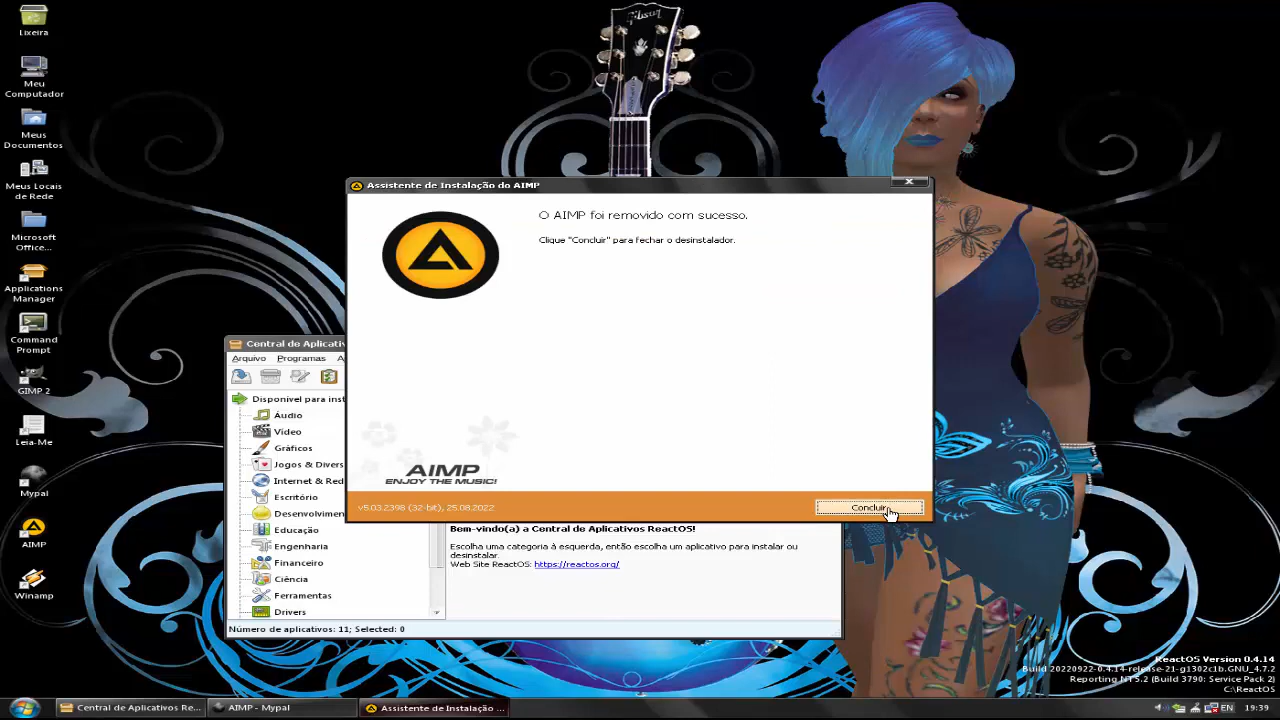 Lixeira
Meu
Computador
Meus
Documentos
Meus Locais
de Rede
Microsoft
Office...
Applications
Manager
Command
Prompt
GIMP 2
Leia-Me
Mypal
AIMP
Winamp
Gibson
Assistente de Instalação do AIMP
O AIMP foi removido com sucesso.
Clique "Concluir" para fechar o desinstalador.
AIMP
ENJOY THE MUSIC!
v5.03.2398 (32-bit), 25.08.2022
Concluir
Central de Aplicativ
Arquivo Programas A
Disponível para inst
Áudio
Vídeo
Gráficos
Jogos & Divers
Internet & Red
Escritório
Desenvolvimen
Educação
Engenharia
Financeiro
Ciência
Ferramentas
Drivers
Bem-vindo(a) a Central de Aplicativos ReactOS!
Escolha uma categoria à esquerda, então escolha um aplicativo para instalar ou
desinstalar.
Web Site ReactOS: https://reactos.org/
Número de aplicativos: 11; Selected: 0
ReactOS Version 0.4.14
Build 20220922-0.4.14-release-21-g1302c1b.GNU_4.7.2
Reporting NT 5.2 (Build 3790: Service Pack 2)
C:\ReactOS
Central de Aplicativos Re...
AIMP - Mypal
Assistente de Instalação ...
EN
19:39